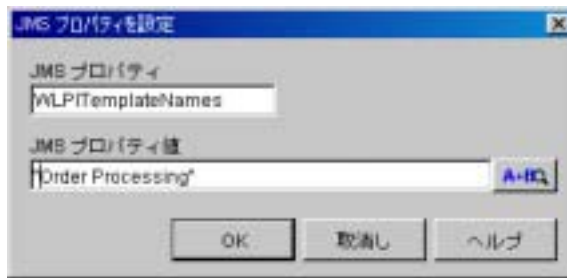 JMS プロパティを設定
JMS プロパティ
WLPITemplateNames
JMS プロパティ値
"Order Processing"
A+B
OK
取消し
ヘルプ